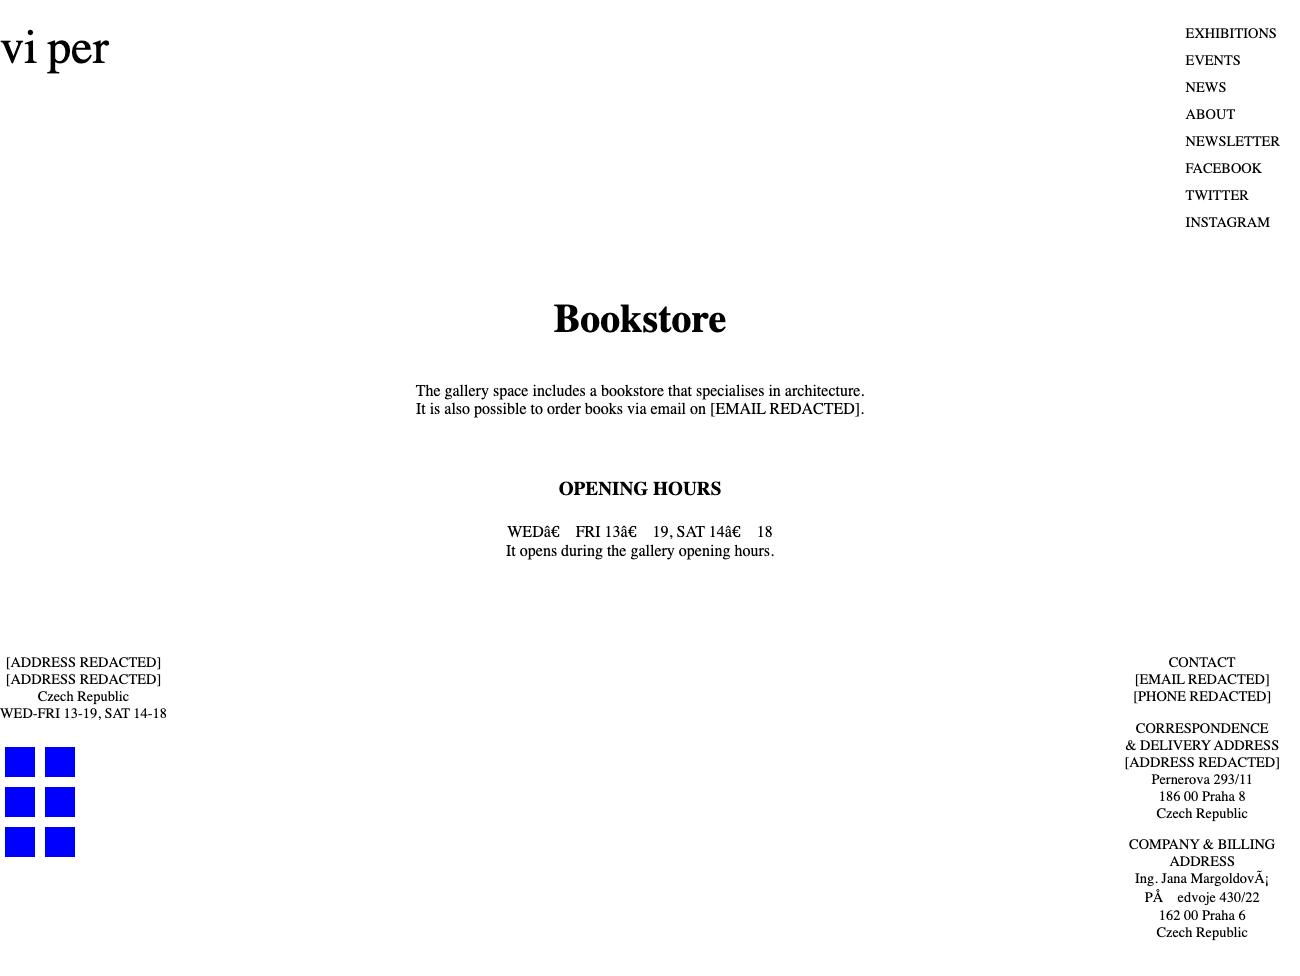 vi per
EXHIBITIONS
EVENTS
NEWS
ABOUT
NEWSLETTER
FACEBOOK
TWITTER
INSTAGRAM
Bookstore
The gallery space includes a bookstore that specialises in architecture.
It is also possible to order books via email on [EMAIL REDACTED].
OPENING HOURS
WEDâ€ FRI 13â€ 19, SAT 14â€ 18
It opens during the gallery opening hours.
[ADDRESS REDACTED]
[ADDRESS REDACTED]
Czech Republic
WED-FRI 13-19, SAT 14-18
CONTACT
[EMAIL REDACTED]
[PHONE REDACTED]
CORRESPONDENCE
& DELIVERY ADDRESS
[ADDRESS REDACTED]
Pernerova 293/11
186 00 Praha 8
Czech Republic
COMPANY & BILLING
ADDRESS
Ing. Jana MargoldovÃ¡
PÅ edvoje 430/22
162 00 Praha 6
Czech Republic